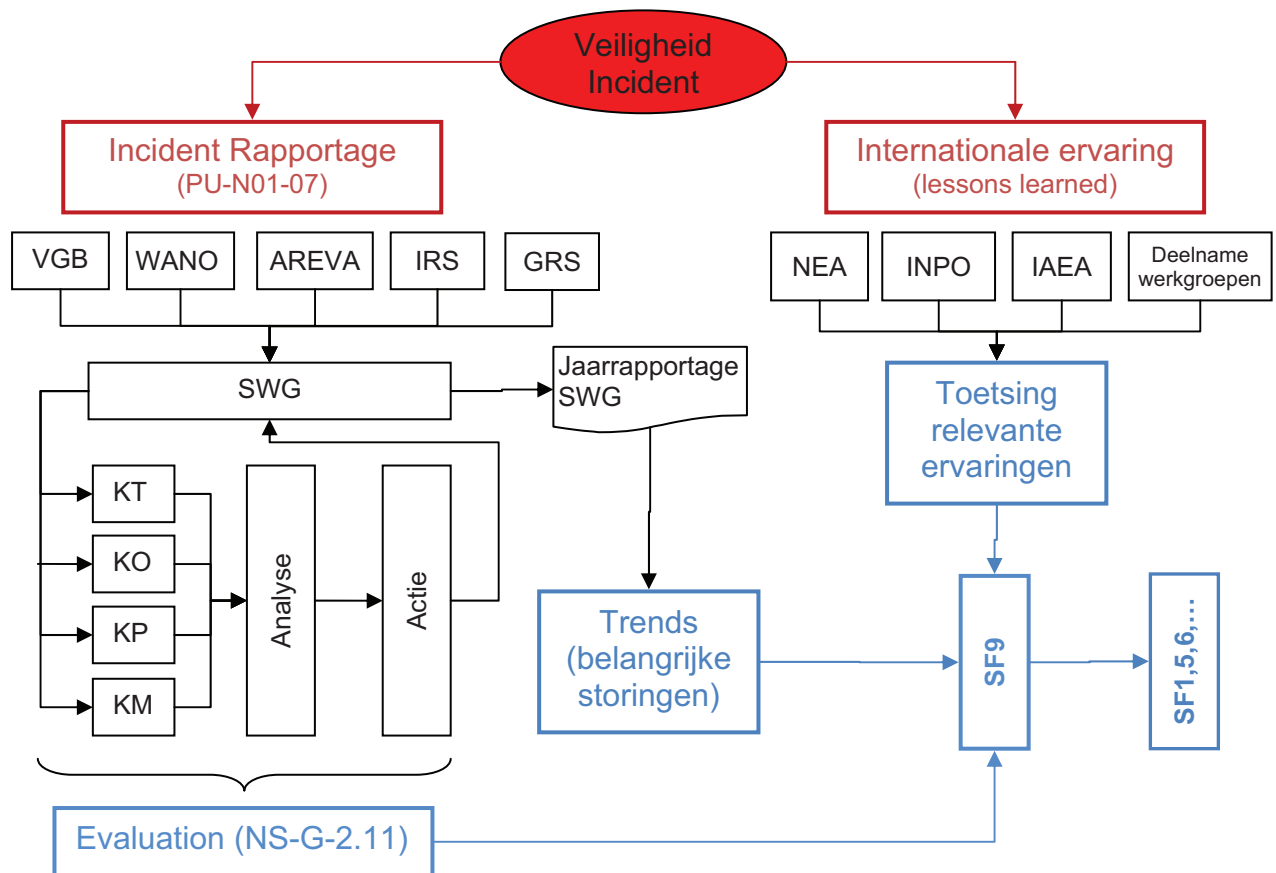 Veiligheid
Incident
Incident Rapportage
(PU-N01-07)
Internationale ervaring
(lessons learned)
VGB
WANO
AREVA
IRS
GRS
NEA
INPO
IAEA
Deelname
werkgroepen
SWG
Jaarrapportage
SWG
Toetsing
relevante
ervaringen
KT
KO
KP
KM
Analyse
Actie
Trends
(belangrijke
storingen)
SF9
SF1,5,6,...
Evaluation (NS-G-2.11)